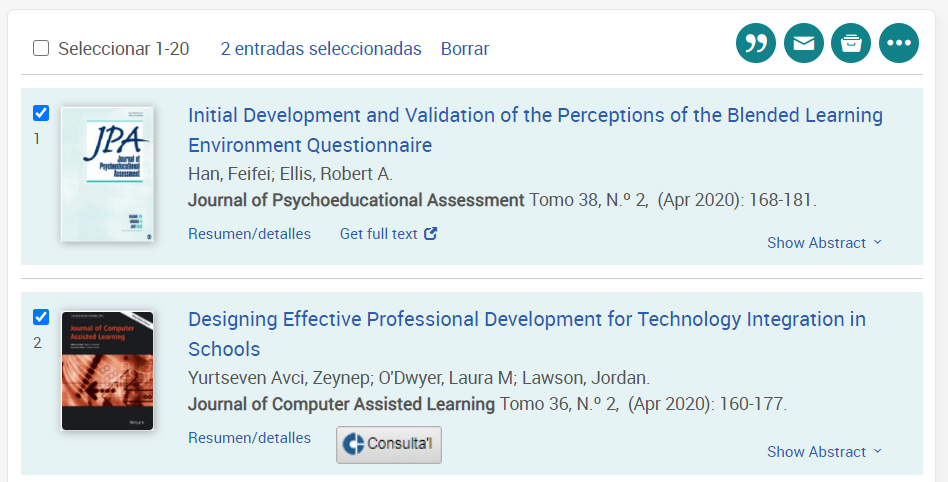 Seleccionar 1-20 2 entradas seleccionadas Borrar
1
JPA
Journal of
Psychoeducational
Assessment
Initial Development and Validation of the Perceptions of the Blended Learning
Environment Questionnaire
Han, Feifei; Ellis, Robert A.
Journal of Psychoeducational Assessment Tomo 38, N.º 2, (Apr 2020): 168-181.
Resumen/detalles Get full text
Show Abstract
2
Journal of Computer
Assisted Learning
WILEY
Designing Effective Professional Development for Technology Integration in
Schools
Yurtseven Avci, Zeynep; O'Dwyer, Laura M; Lawson, Jordan.
Journal of Computer Assisted Learning Tomo 36, N.º 2, (Apr 2020): 160-177.
Resumen/detalles Consulta'l
Show Abstract